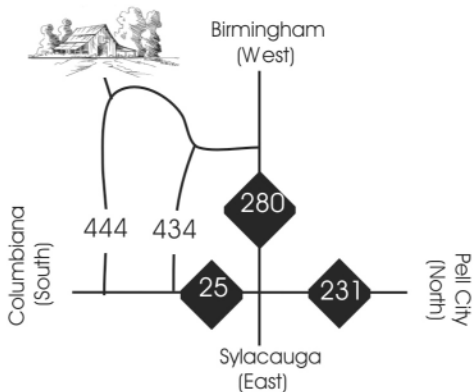 Birmingham
(West)
280
444
434
Columbiana
(South)
25
231
Pell City
(North)
Sylacauga
(East)